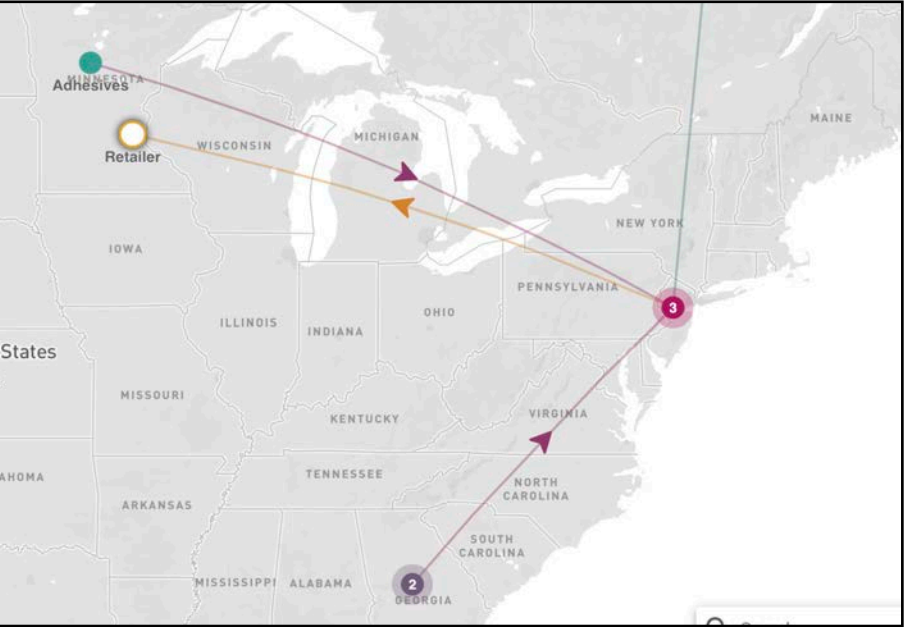 MINNESOTA
Adhesives
MAINE
MICHIGAN
WISCONSIN
Retailer
NEW YORK
IOWA
PENNSYLVANIA
3
OHIO
ILLINOIS
INDIANA
States
MISSOURI
VIRGINIA
KENTUCKY
TENNESSEE
AHOMA
NORTH
CAROLINA
ARKANSAS
SOUTH
CAROLINA
MISSISSIPPI
ALABAMA
2
GEORGIA